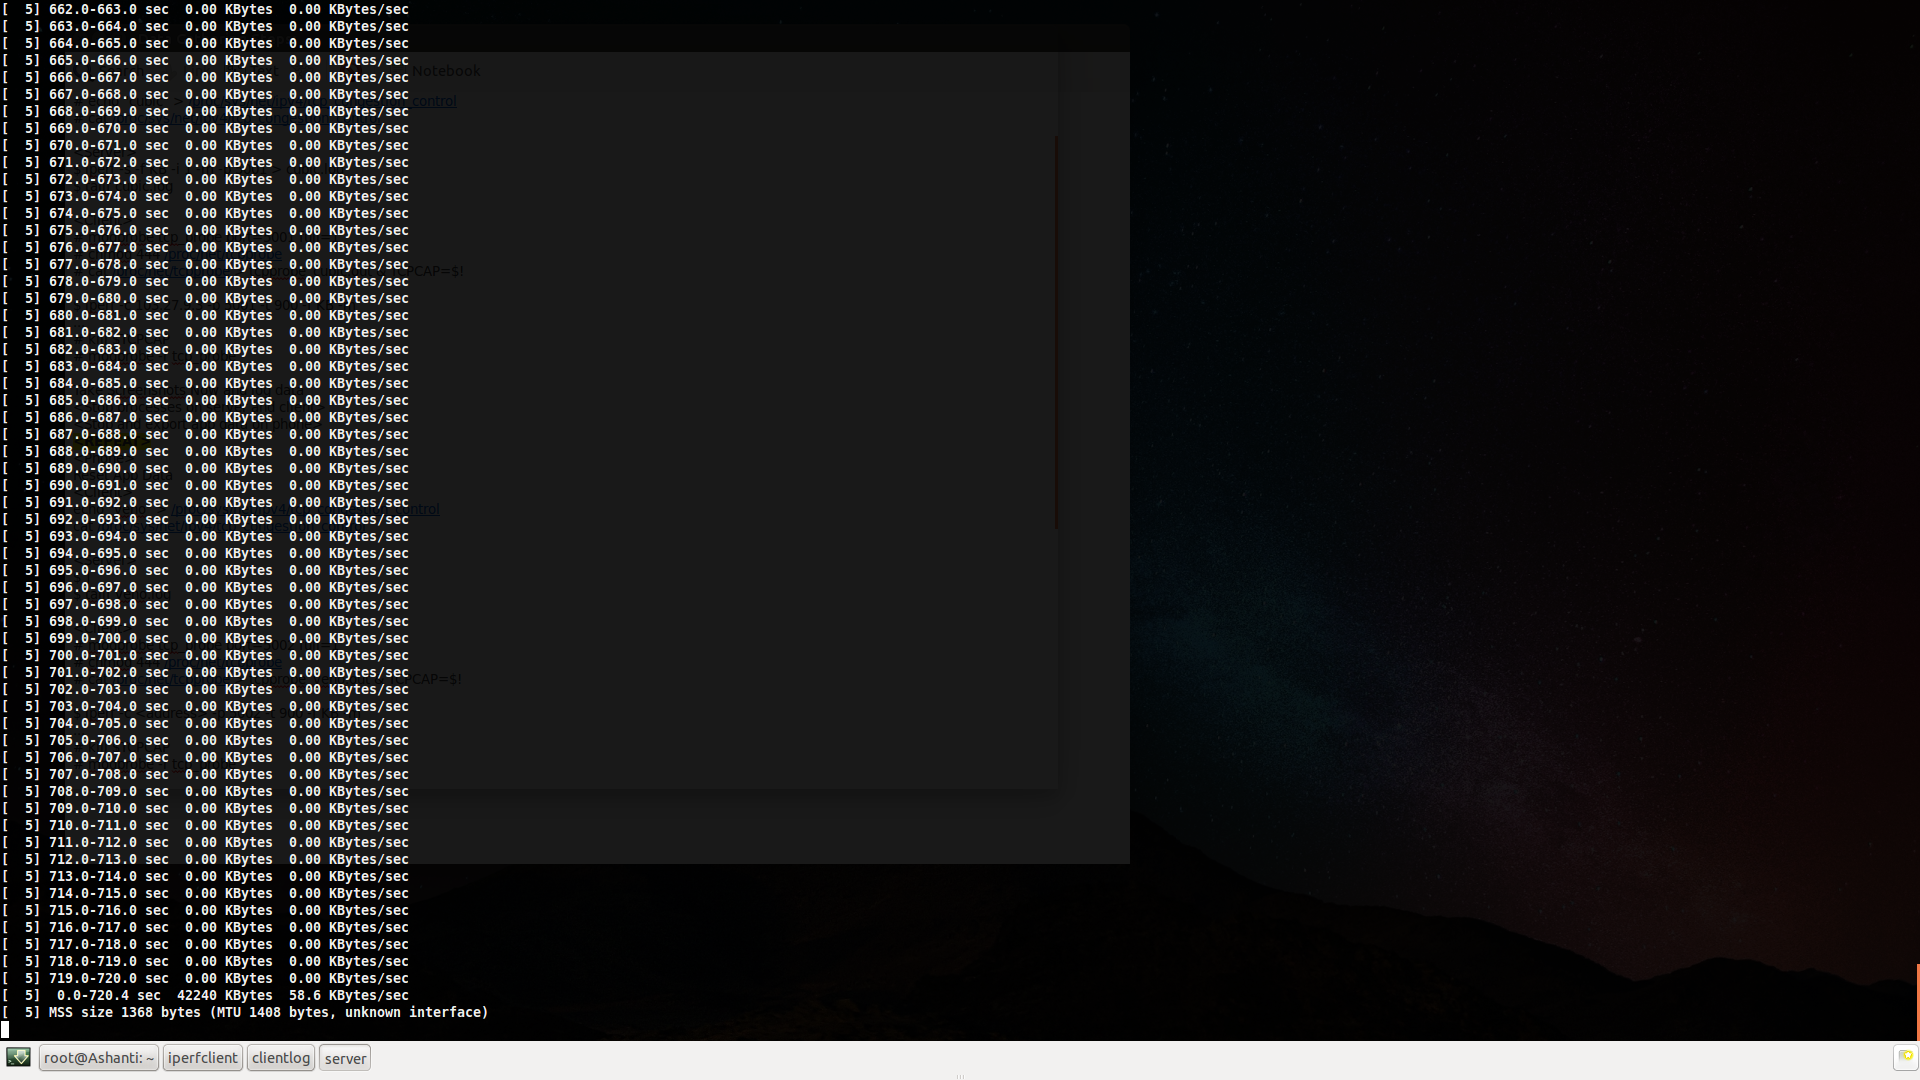 [  5] 662.0-663.0 sec  0.00 KBytes  0.00 KBytes/sec
[  5] 663.0-664.0 sec  0.00 KBytes  0.00 KBytes/sec
[  5] 664.0-665.0 sec  0.00 KBytes  0.00 KBytes/sec
[  5] 665.0-666.0 sec  0.00 KBytes  0.00 KBytes/sec
[  5] 666.0-667.0 sec  0.00 KBytes  0.00 KBytes/sec
Notebook
[  5] 667.0-668.0 sec  0.00 KBytes  0.00 KBytes/sec
control
[  5] 668.0-669.0 sec  0.00 KBytes  0.00 KBytes/sec
[  5] 669.0-670.0 sec  0.00 KBytes  0.00 KBytes/sec
[  5] 670.0-671.0 sec  0.00 KBytes  0.00 KBytes/sec
[  5] 671.0-672.0 sec  0.00 KBytes  0.00 KBytes/sec
[  5] 672.0-673.0 sec  0.00 KBytes  0.00 KBytes/sec
[  5] 673.0-674.0 sec  0.00 KBytes  0.00 KBytes/sec
[  5] 674.0-675.0 sec  0.00 KBytes  0.00 KBytes/sec
[  5] 675.0-676.0 sec  0.00 KBytes  0.00 KBytes/sec
[  5] 676.0-677.0 sec  0.00 KBytes  0.00 KBytes/sec
[  5] 677.0-678.0 sec  0.00 KBytes  0.00 KBytes/sec
PCAP=$!
[  5] 678.0-679.0 sec  0.00 KBytes  0.00 KBytes/sec
[  5] 679.0-680.0 sec  0.00 KBytes  0.00 KBytes/sec
[  5] 680.0-681.0 sec  0.00 KBytes  0.00 KBytes/sec
[  5] 681.0-682.0 sec  0.00 KBytes  0.00 KBytes/sec
[  5] 682.0-683.0 sec  0.00 KBytes  0.00 KBytes/sec
[  5] 683.0-684.0 sec  0.00 KBytes  0.00 KBytes/sec
[  5] 684.0-685.0 sec  0.00 KBytes  0.00 KBytes/sec
[  5] 685.0-686.0 sec  0.00 KBytes  0.00 KBytes/sec
[  5] 686.0-687.0 sec  0.00 KBytes  0.00 KBytes/sec
[  5] 687.0-688.0 sec  0.00 KBytes  0.00 KBytes/sec
[  5] 688.0-689.0 sec  0.00 KBytes  0.00 KBytes/sec
[  5] 689.0-690.0 sec  0.00 KBytes  0.00 KBytes/sec
[  5] 690.0-691.0 sec  0.00 KBytes  0.00 KBytes/sec
[  5] 691.0-692.0 sec  0.00 KBytes  0.00 KBytes/sec
[  5] 692.0-693.0 sec  0.00 KBytes  0.00 KBytes/sec
[  5] 693.0-694.0 sec  0.00 KBytes  0.00 KBytes/sec
[  5] 694.0-695.0 sec  0.00 KBytes  0.00 KBytes/sec
[  5] 695.0-696.0 sec  0.00 KBytes  0.00 KBytes/sec
[  5] 696.0-697.0 sec  0.00 KBytes  0.00 KBytes/sec
[  5] 697.0-698.0 sec  0.00 KBytes  0.00 KBytes/sec
[  5] 698.0-699.0 sec  0.00 KBytes  0.00 KBytes/sec
[  5] 699.0-700.0 sec  0.00 KBytes  0.00 KBytes/sec
[  5] 700.0-701.0 sec  0.00 KBytes  0.00 KBytes/sec
[  5] 701.0-702.0 sec  0.00 KBytes  0.00 KBytes/sec
PCAP=$!
[  5] 702.0-703.0 sec  0.00 KBytes  0.00 KBytes/sec
[  5] 703.0-704.0 sec  0.00 KBytes  0.00 KBytes/sec
[  5] 704.0-705.0 sec  0.00 KBytes  0.00 KBytes/sec
[  5] 705.0-706.0 sec  0.00 KBytes  0.00 KBytes/sec
[  5] 706.0-707.0 sec  0.00 KBytes  0.00 KBytes/sec
[  5] 707.0-708.0 sec  0.00 KBytes  0.00 KBytes/sec
[  5] 708.0-709.0 sec  0.00 KBytes  0.00 KBytes/sec
[  5] 709.0-710.0 sec  0.00 KBytes  0.00 KBytes/sec
[  5] 710.0-711.0 sec  0.00 KBytes  0.00 KBytes/sec
[  5] 711.0-712.0 sec  0.00 KBytes  0.00 KBytes/sec
[  5] 712.0-713.0 sec  0.00 KBytes  0.00 KBytes/sec
[  5] 713.0-714.0 sec  0.00 KBytes  0.00 KBytes/sec
[  5] 714.0-715.0 sec  0.00 KBytes  0.00 KBytes/sec
[  5] 715.0-716.0 sec  0.00 KBytes  0.00 KBytes/sec
[  5] 716.0-717.0 sec  0.00 KBytes  0.00 KBytes/sec
[  5] 717.0-718.0 sec  0.00 KBytes  0.00 KBytes/sec
[  5] 718.0-719.0 sec  0.00 KBytes  0.00 KBytes/sec
[  5] 719.0-720.0 sec  0.00 KBytes  0.00 KBytes/sec
[  5]  0.0-720.4 sec  42240 KBytes  58.6 KBytes/sec
[  5] MSS size 1368 bytes (MTU 1408 bytes, unknown interface)
root@Ashanti: ~ iperfclient clientlog server